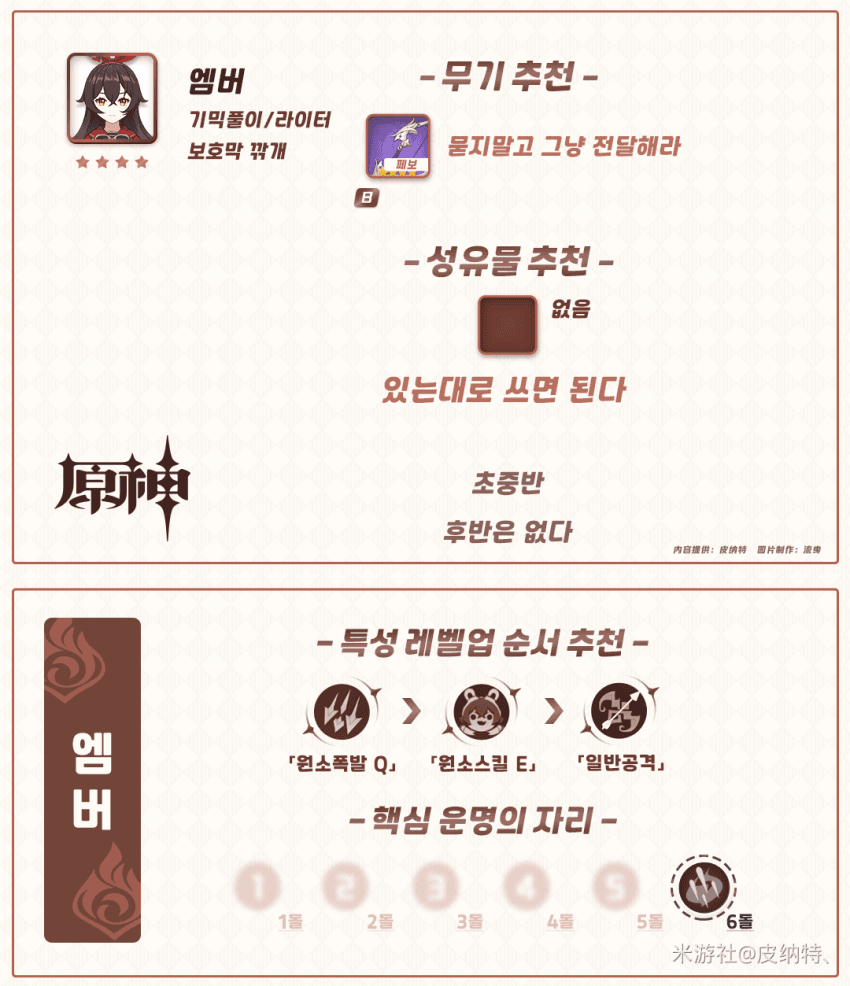 엠버
기믹풀이/라이터
보호막 깎개
- 무기 추천 -
페보
묻지말고 그냥 전달해라
- 성유물 추천 -
없음
있는대로 쓰면 된다
原神
초중반
후반은 없다
内容提供：皮纳特 图片制作：流曳
엠버
- 특성 레벨업 순서 추천 -
「원소폭발 Q」 「원소스킬 E」 「일반공격」
- 핵심 운명의 자리 -
1 2 3 4 5
1돌 2돌 3돌 4돌 5돌 6돌
米游社@皮纳特、